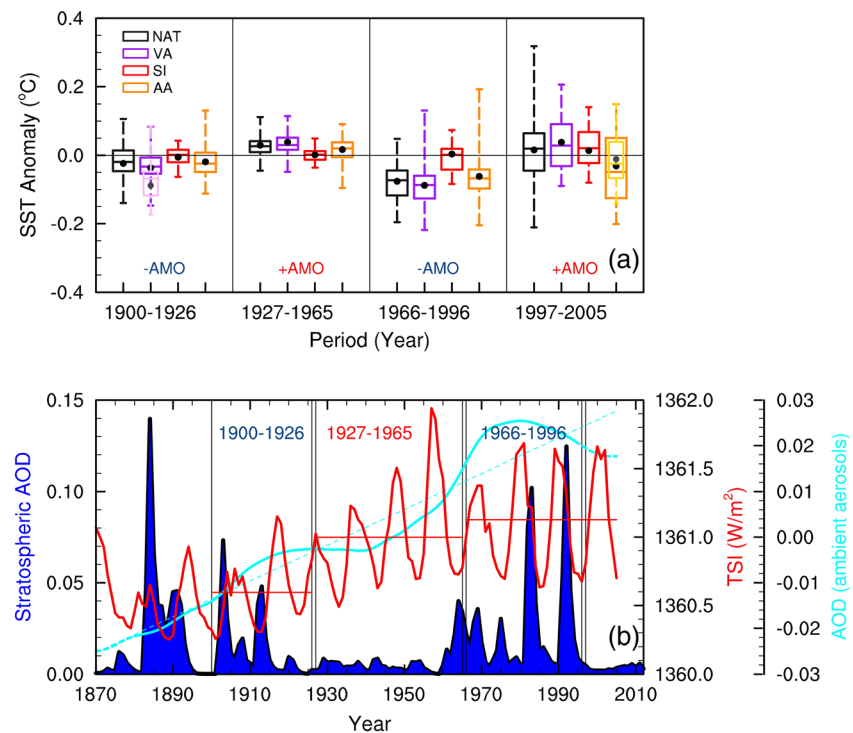 0.4
0.2
0.0
-0.2
-0.4
SST Anomaly (°C)
NAT
VA
SI
AA
-AMO
+AMO
-AMO
+AMO
(a)
1900-1926
1927-1965
1966-1996
1997-2005
Period (Year)
0.15
0.10
0.05
0.00
Stratospheric AOD
1900-1926
1927-1965
1966-1996
(b)
1362.0
1361.5
1361.0
1360.5
1360.0
TSI (W/m²)
0.03
0.02
0.01
0.00
-0.01
-0.02
-0.03
AOD (ambient aerosols)
1870
1890
1910
1930
1950
1970
1990
2010
Year